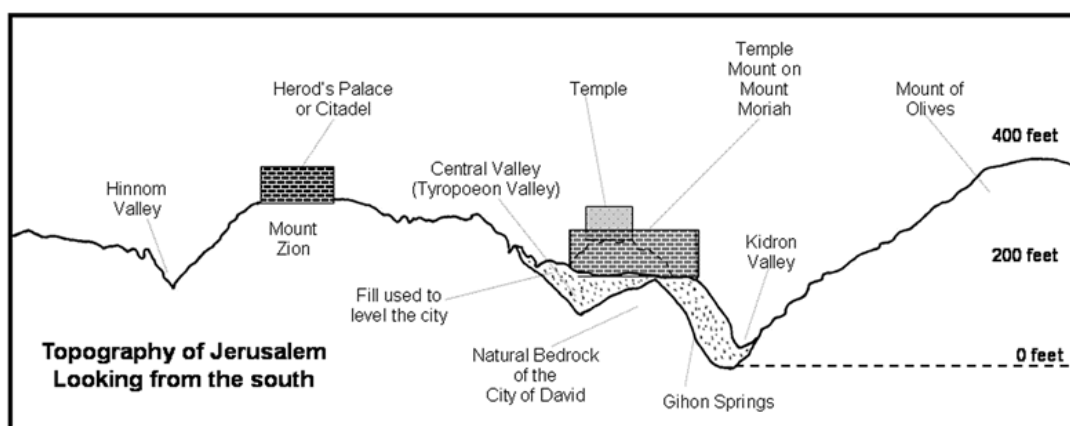 Herod's Palace
or Citadel
Temple
Temple
Mount on
Mount
Moriah
Mount of
Olives
400 feet
Central Valley
(Tyropoeon Valley)
Hinnom
Valley
Mount
Zion
Kidron
Valley
200 feet
Fill used to
level the city
Topography of Jerusalem
Looking from the south
Natural Bedrock
of the
City of David
Gihon Springs
0 feet